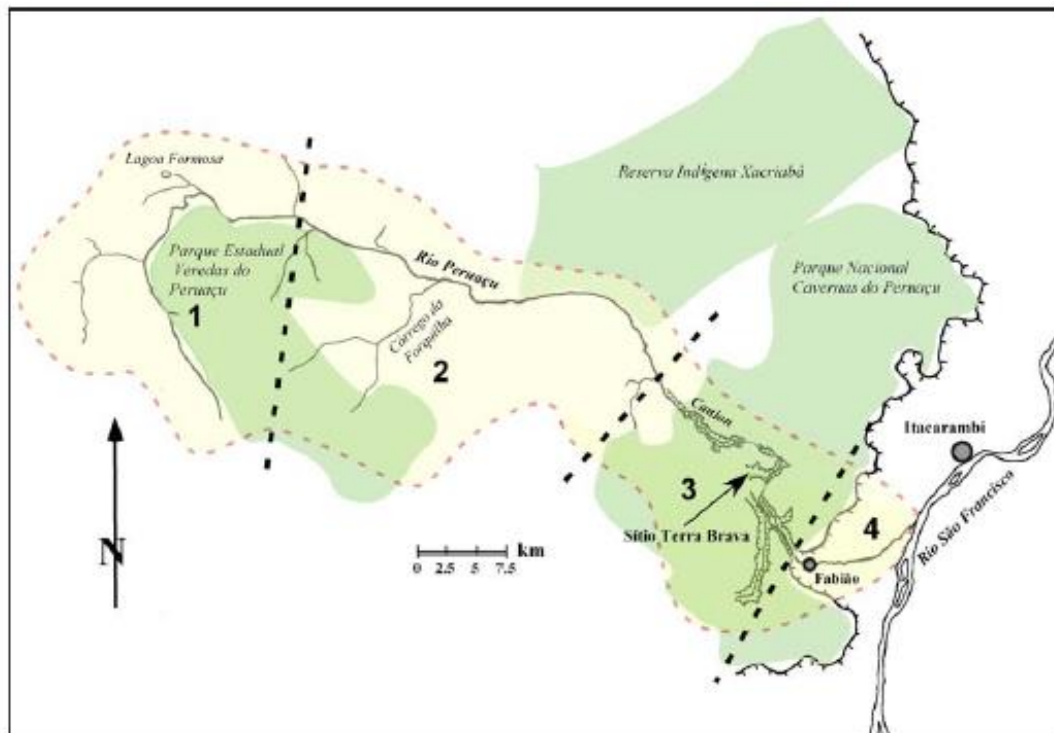 Lagoa Formosa
Reserva Indígena Xacriabá
Parque Estadual
Veredas do
Peruaçu
Rio Peruaçu
Parque Nacional
Cavernas do Peruaçu
1
Córrego da
Forquilha
2
Canion
Itacarambi
3
4
Sítio Terra Brava
Rio São Francisco
N
km
0 2.5 5 7.5
Fabião